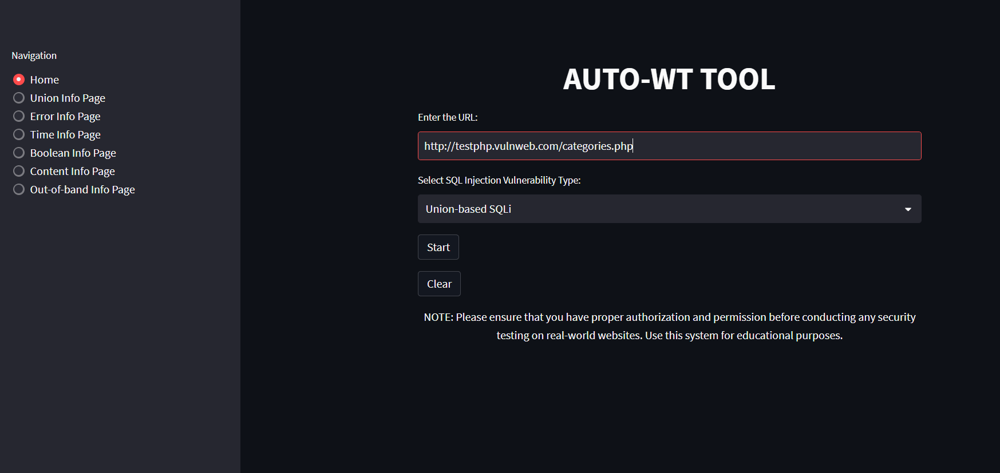 Navigation
Home
Union Info Page
Error Info Page
Time Info Page
Boolean Info Page
Content Info Page
Out-of-band Info Page
AUTO-WT TOOL
Enter the URL:
http://testphp.vulnweb.com/categories.php
Select SQL Injection Vulnerability Type:
Union-based SQLi
Start
Clear
NOTE: Please ensure that you have proper authorization and permission before conducting any security
testing on real-world websites. Use this system for educational purposes.